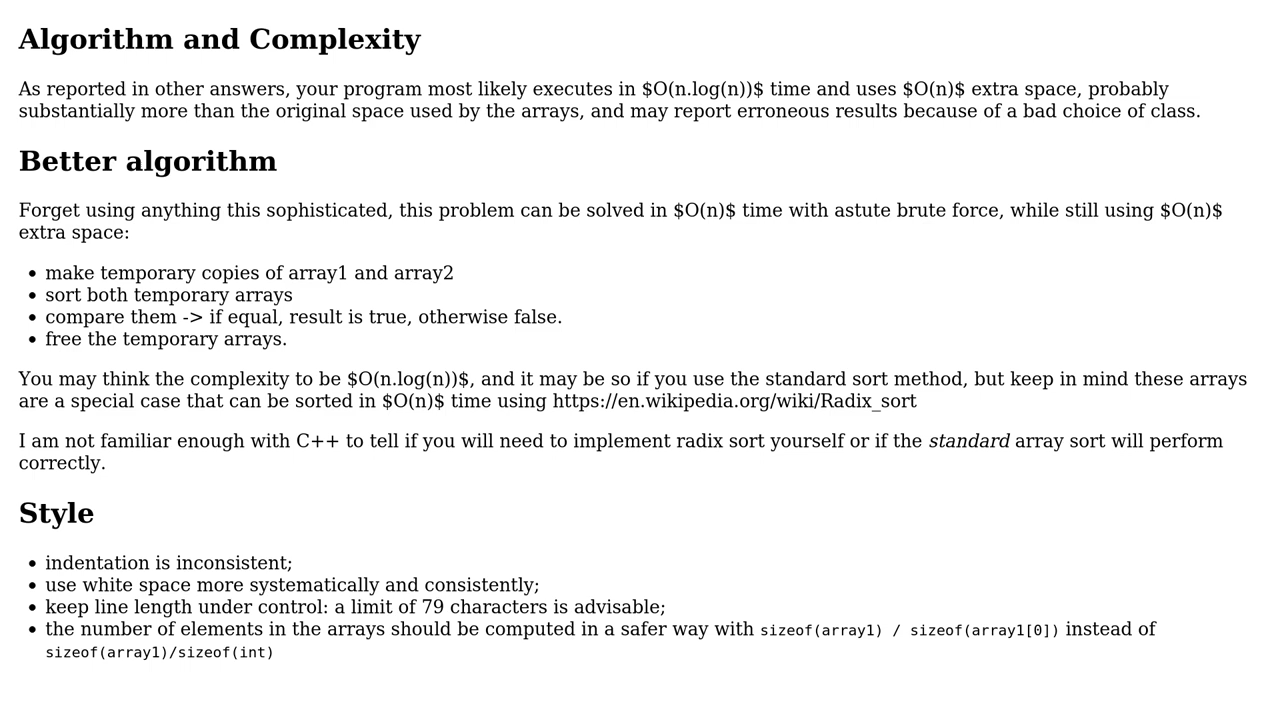 Algorithm and Complexity
As reported in other answers, your program most likely executes in $O(n.log(n))$ time and uses $O(n)$ extra space, probably
substantially more than the original space used by the arrays, and may report erroneous results because of a bad choice of class.
Better algorithm
Forget using anything this sophisticated, this problem can be solved in $O(n)$ time with astute brute force, while still using $O(n)$
extra space:
• make temporary copies of array1 and array2
• sort both temporary arrays
• compare them -> if equal, result is true, otherwise false.
• free the temporary arrays.
You may think the complexity to be $O(n.log(n))$, and it may be so if you use the standard sort method, but keep in mind these arrays
are a special case that can be sorted in $O(n)$ time using https://en.wikipedia.org/wiki/Radix_sort
I am not familiar enough with C++ to tell if you will need to implement radix sort yourself or if the standard array sort will perform
correctly.
Style
• indentation is inconsistent;
• use white space more systematically and consistently;
• keep line length under control: a limit of 79 characters is advisable;
• the number of elements in the arrays should be computed in a safer way with sizeof(array1) / sizeof(array1[0]) instead of
sizeof(array1)/sizeof(int)